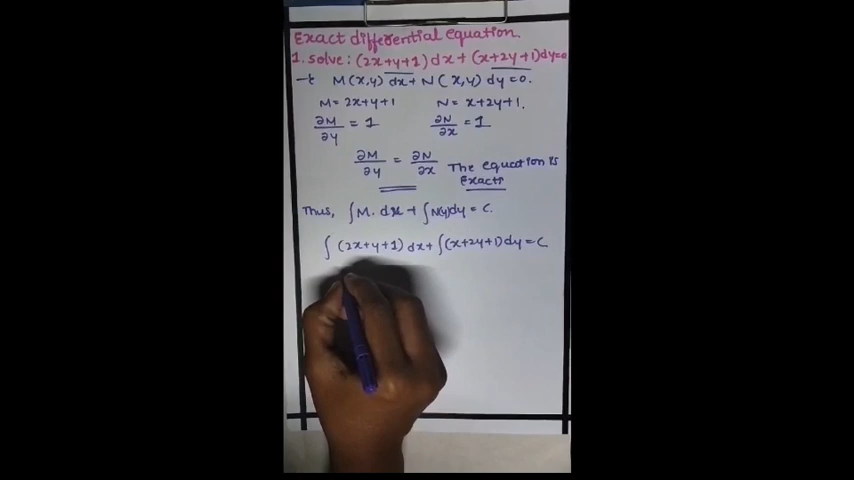 Exact differential equation.
1. solve: (2x+y+1)dx+(x+2y+1)dy=0
→ M(x,y) dx+ N(x,y) dy=0.
M=2x+y+1 N=x+2y+1.
∂M/∂y = 1 ∂N/∂x = 1
∂M/∂y = ∂N/∂x The equation is
Exact.
Thus, ∫M. dx+∫N(y)dy=C.
∫(2x+y+1) dx+∫(x+2y+1)dy=C